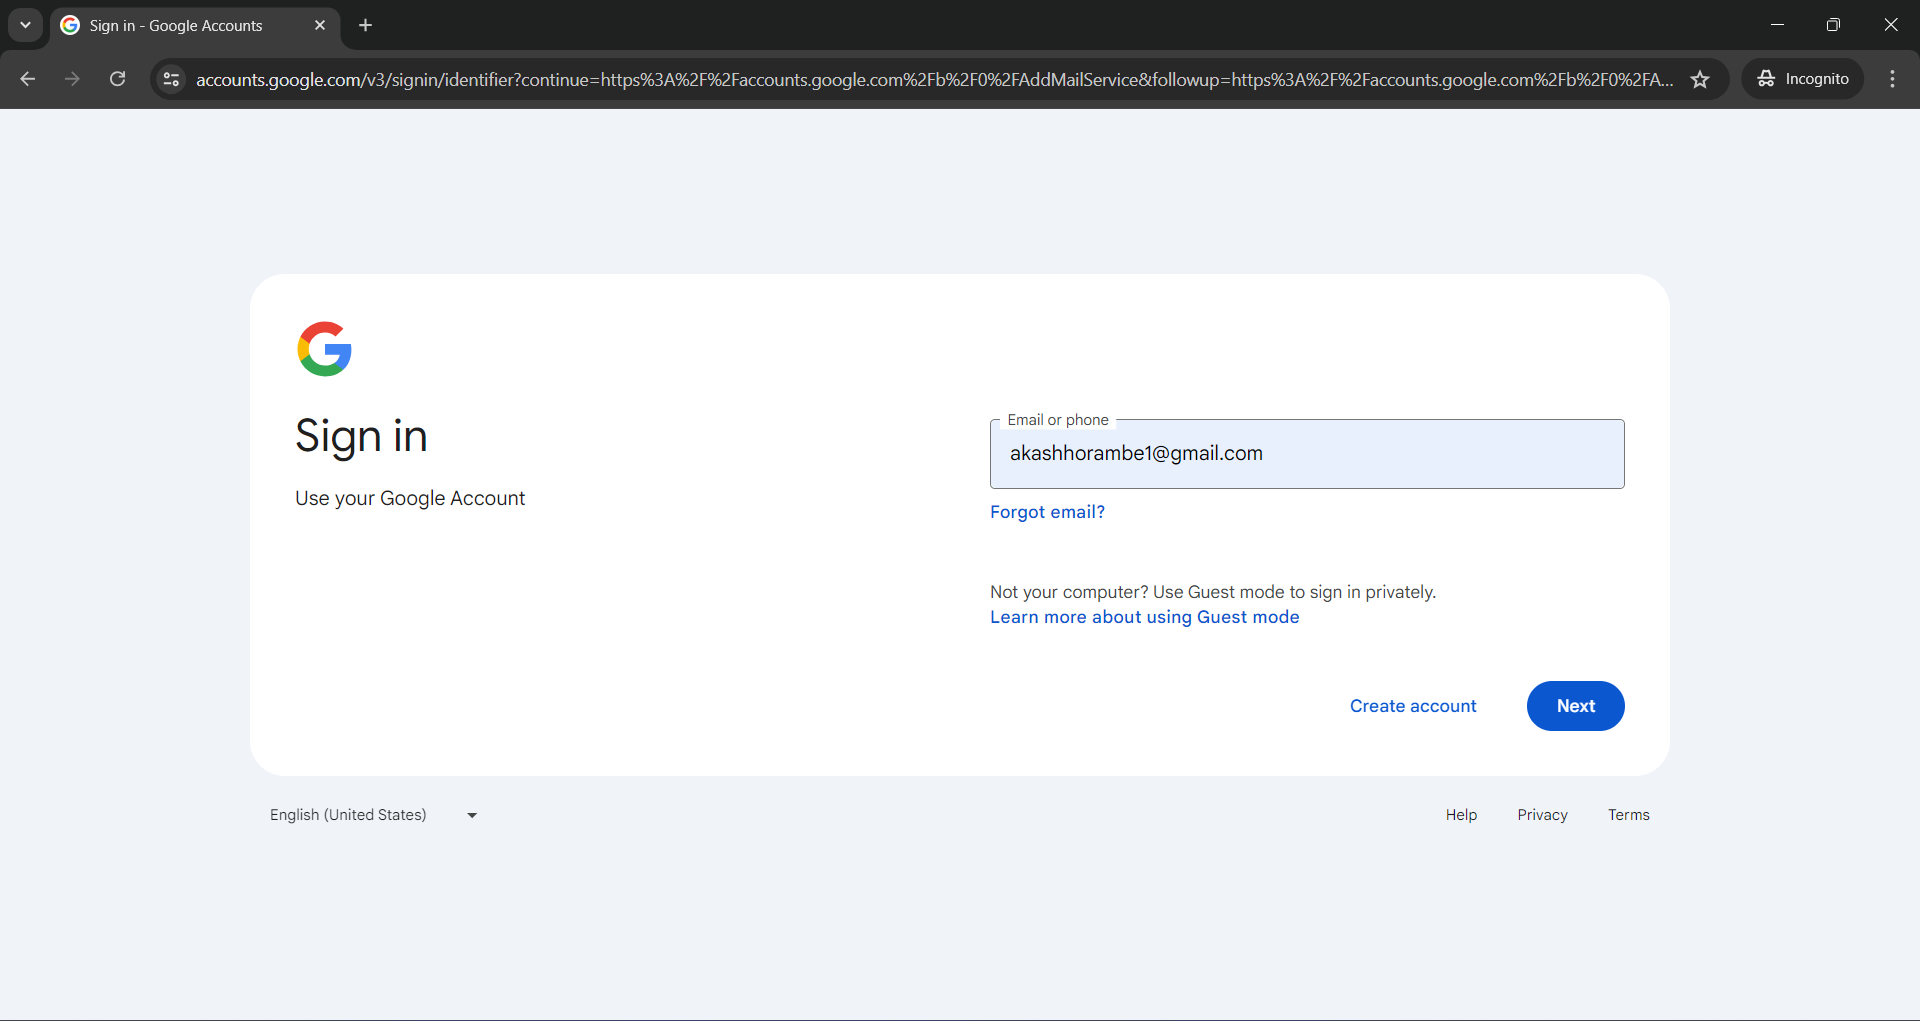 Sign in - Google Accounts
accounts.google.com/v3/signin/identifier?continue=https%3A%2F%2Faccounts.google.com%2Fb%2F0%2FAddMailService&followup=https%3A%2F%2Faccounts.google.com%2Fb%2F0%2FA...
Incognito
Sign in
Use your Google Account
Email or phone
akashhorambe1@gmail.com
Forgot email?
Not your computer? Use Guest mode to sign in privately.
Learn more about using Guest mode
Create account
Next
English (United States)
Help
Privacy
Terms